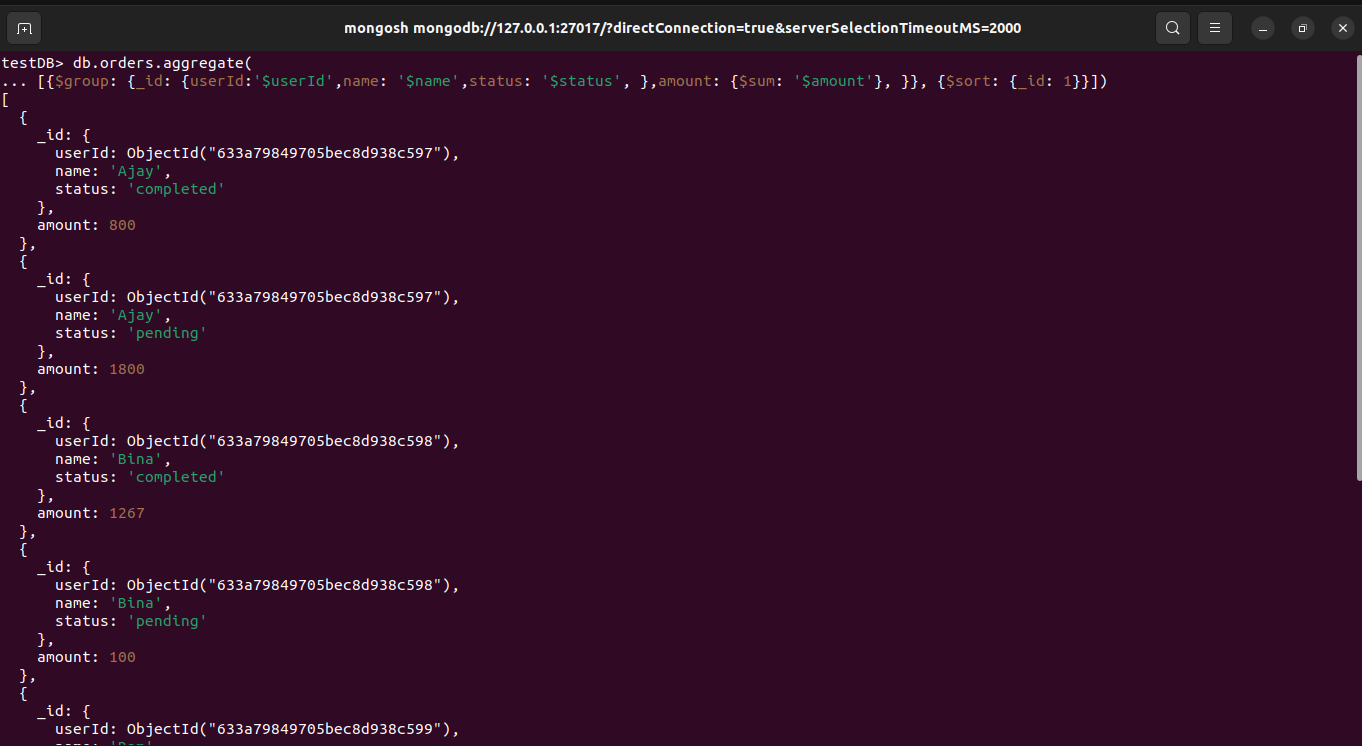 mongosh mongodb://127.0.0.1:27017/?directConnection=true&serverSelectionTimeoutMS=2000
testDB> db.orders.aggregate(
... [{$group: {_id: {userId:'$userId',name: '$name',status: '$status', },amount: {$sum: '$amount'}, }}, {$sort: {_id: 1}}])
[
  {
    _id: {
      userId: ObjectId("633a79849705bec8d938c597"),
      name: 'Ajay',
      status: 'completed'
    },
    amount: 800
  },
  {
    _id: {
      userId: ObjectId("633a79849705bec8d938c597"),
      name: 'Ajay',
      status: 'pending'
    },
    amount: 1800
  },
  {
    _id: {
      userId: ObjectId("633a79849705bec8d938c598"),
      name: 'Bina',
      status: 'completed'
    },
    amount: 1267
  },
  {
    _id: {
      userId: ObjectId("633a79849705bec8d938c598"),
      name: 'Bina',
      status: 'pending'
    },
    amount: 100
  },
  {
    _id: {
      userId: ObjectId("633a79849705bec8d938c599"),